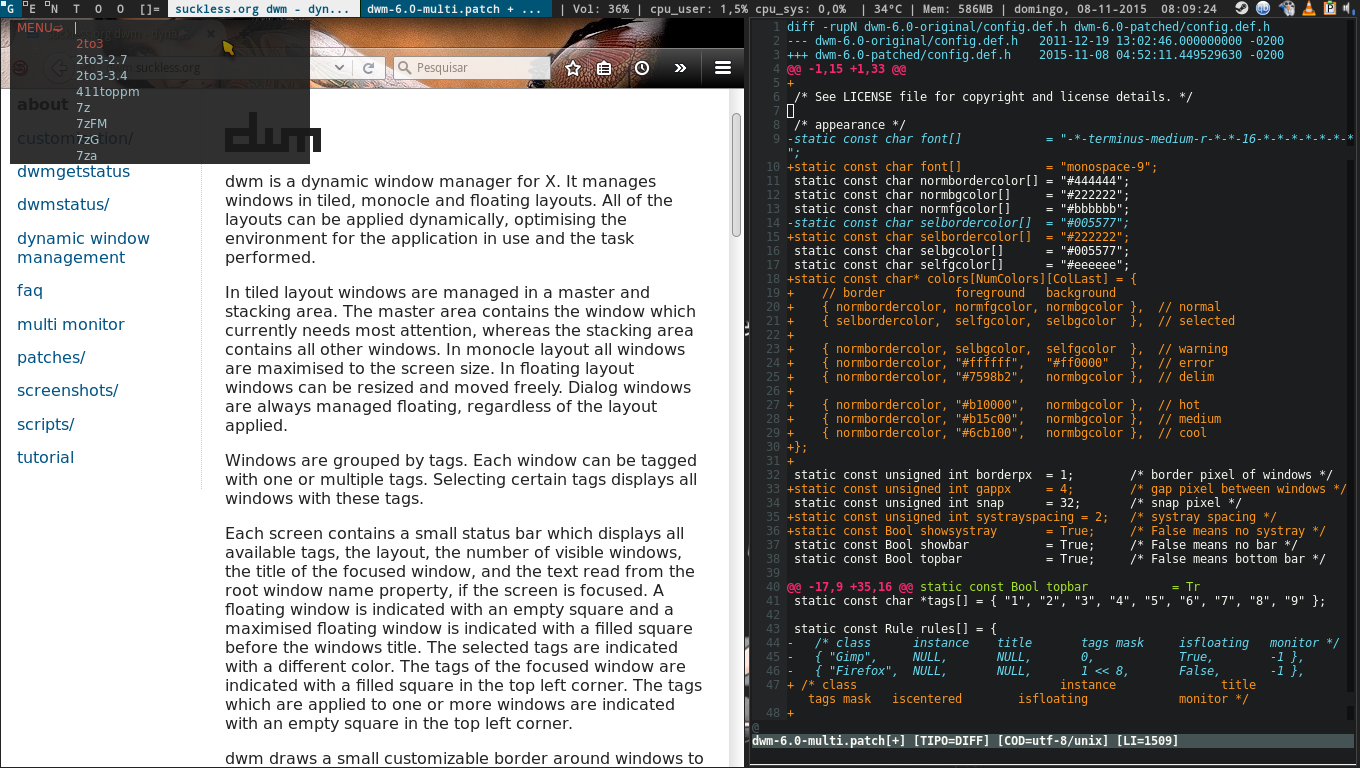 G E N T O O []= suckless.org dwm - dyn... dwm-6.0-multi.patch + ... | Vol: 36% | cpu_user: 1,5% cpu_sys: 0,0% | 34°C | Mem: 586MB | domingo, 08-11-2015 08:09:24
MENU
2to3
2to3-2.7
2to3-3.4
411toppm
7z
7zFM
7zG
7za
suckless.org
Pesquisar
about
customisation/
dwmgetstatus
dwmstatus/
dynamic window
management
faq
multi monitor
patches/
screenshots/
scripts/
tutorial
dwm
dwm is a dynamic window manager for X. It manages
windows in tiled, monocle and floating layouts. All of the
layouts can be applied dynamically, optimising the
environment for the application in use and the task
performed.
In tiled layout windows are managed in a master and
stacking area. The master area contains the window which
currently needs most attention, whereas the stacking area
contains all other windows. In monocle layout all windows
are maximised to the screen size. In floating layout
windows can be resized and moved freely. Dialog windows
are always managed floating, regardless of the layout
applied.
Windows are grouped by tags. Each window can be tagged
with one or multiple tags. Selecting certain tags displays all
windows with these tags.
Each screen contains a small status bar which displays all
available tags, the layout, the number of visible windows,
the title of the focused window, and the text read from the
root window name property, if the screen is focused. A
floating window is indicated with an empty square and a
maximised floating window is indicated with a filled square
before the windows title. The selected tags are indicated
with a different color. The tags of the focused window are
indicated with a filled square in the top left corner. The tags
which are applied to one or more windows are indicated
with an empty square in the top left corner.
dwm draws a small customizable border around windows to
1 diff -rupN dwm-6.0-original/config.def.h dwm-6.0-patched/config.def.h
2 --- dwm-6.0-original/config.def.h   2011-12-19 13:02:46.000000000 -0200
3 +++ dwm-6.0-patched/config.def.h    2015-11-08 04:52:11.449529630 -0200
4 @@ -1,15 +1,33 @@
5 +
6  /* See LICENSE file for copyright and license details. */
7
8  /* appearance */
9 -static const char font[]            = "-*-terminus-medium-r-*-*-16-*-*-*-*-*-*-*
";
10 +static const char font[]            = "monospace-9";
11  static const char normbordercolor[] = "#444444";
12  static const char normbgcolor[]     = "#222222";
13  static const char normfgcolor[]     = "#bbbbbb";
14 -static const char selbordercolor[]  = "#005577";
15 +static const char selbordercolor[]  = "#222222";
16  static const char selbgcolor[]      = "#005577";
17  static const char selfgcolor[]      = "#eeeeee";
18 +static const char* colors[NumColors][ColLast] = {
19 +    // border          foreground   background
20 +    { normbordercolor, normfgcolor, normbgcolor },  // normal
21 +    { selbordercolor,  selfgcolor,  selbgcolor  },  // selected
22 +
23 +    { normbordercolor, selbgcolor,  selfgcolor  },  // warning
24 +    { normbordercolor, "#ffffff",   "#ff0000"   },  // error
25 +    { normbordercolor, "#7598b2",   normbgcolor },  // delim
26 +
27 +    { normbordercolor, "#b10000",   normbgcolor },  // hot
28 +    { normbordercolor, "#b15c00",   normbgcolor },  // medium
29 +    { normbordercolor, "#6cb100",   normbgcolor },  // cool
30 +};
31 +
32  static const unsigned int borderpx  = 1;        /* border pixel of windows */
33 +static const unsigned int gappx     = 4;        /* gap pixel between windows */
34  static const unsigned int snap      = 32;       /* snap pixel */
35 +static const unsigned int systrayspacing = 2;   /* systray spacing */
36 +static const Bool showsystray       = True;     /* False means no systray */
37  static const Bool showbar           = True;     /* False means no bar */
38  static const Bool topbar            = True;     /* False means bottom bar */
39
40 @@ -17,9 +35,16 @@ static const Bool topbar            = Tr
41  static const char *tags[] = { "1", "2", "3", "4", "5", "6", "7", "8", "9" };
42
43  static const Rule rules[] = {
44 -   /* class      instance    title       tags mask     isfloating   monitor */
45 -   { "Gimp",     NULL,       NULL,       0,            True,        -1 },
46 -   { "Firefox",  NULL,       NULL,       1 << 8,       False,       -1 },
47 + /* class                             instance               title
tags mask   iscentered        isfloating             monitor */
48 +
@
dwm-6.0-multi.patch[+] [TIPO=DIFF] [COD=utf-8/unix] [LI=1509]